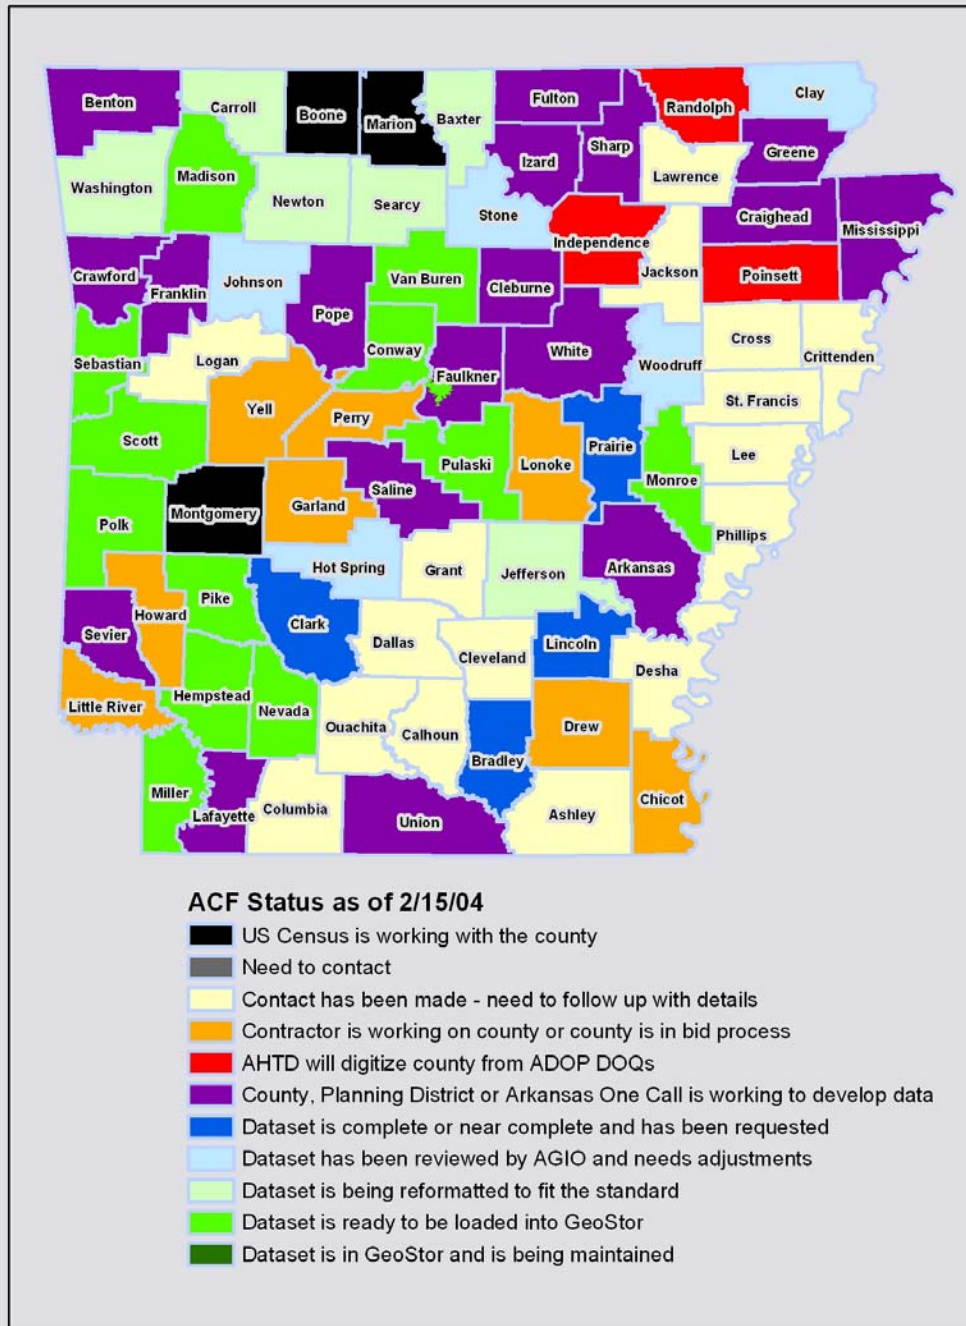 Benton
Carroll
Boone
Marion
Baxter
Fulton
Randolph
Clay
Sharp
Izard
Greene
Lawrence
Washington
Madison
Newton
Searcy
Stone
Craighead
Mississippi
Independence
Jackson
Poinsett
Crawford
Franklin
Johnson
Van Buren
Cleburne
Pope
Sebastian
Logan
Conway
Faulkner
White
Woodruff
Cross
Crittenden
St. Francis
Yell
Perry
Scott
Pulaski
Lonoke
Prairie
Lee
Monroe
Saline
Garland
Montgomery
Polk
Phillips
Hot Spring
Grant
Jefferson
Arkansas
Pike
Howard
Sevier
Clark
Dallas
Cleveland
Lincoln
Desha
Little River
Hempstead
Nevada
Ouachita
Calhoun
Drew
Bradley
Miller
Lafayette
Columbia
Union
Ashley
Chicot
ACF Status as of 2/15/04
US Census is working with the county
Need to contact
Contact has been made - need to follow up with details
Contractor is working on county or county is in bid process
AHTD will digitize county from ADOP DOQs
County, Planning District or Arkansas One Call is working to develop data
Dataset is complete or near complete and has been requested
Dataset has been reviewed by AGIO and needs adjustments
Dataset is being reformatted to fit the standard
Dataset is ready to be loaded into GeoStor
Dataset is in GeoStor and is being maintained